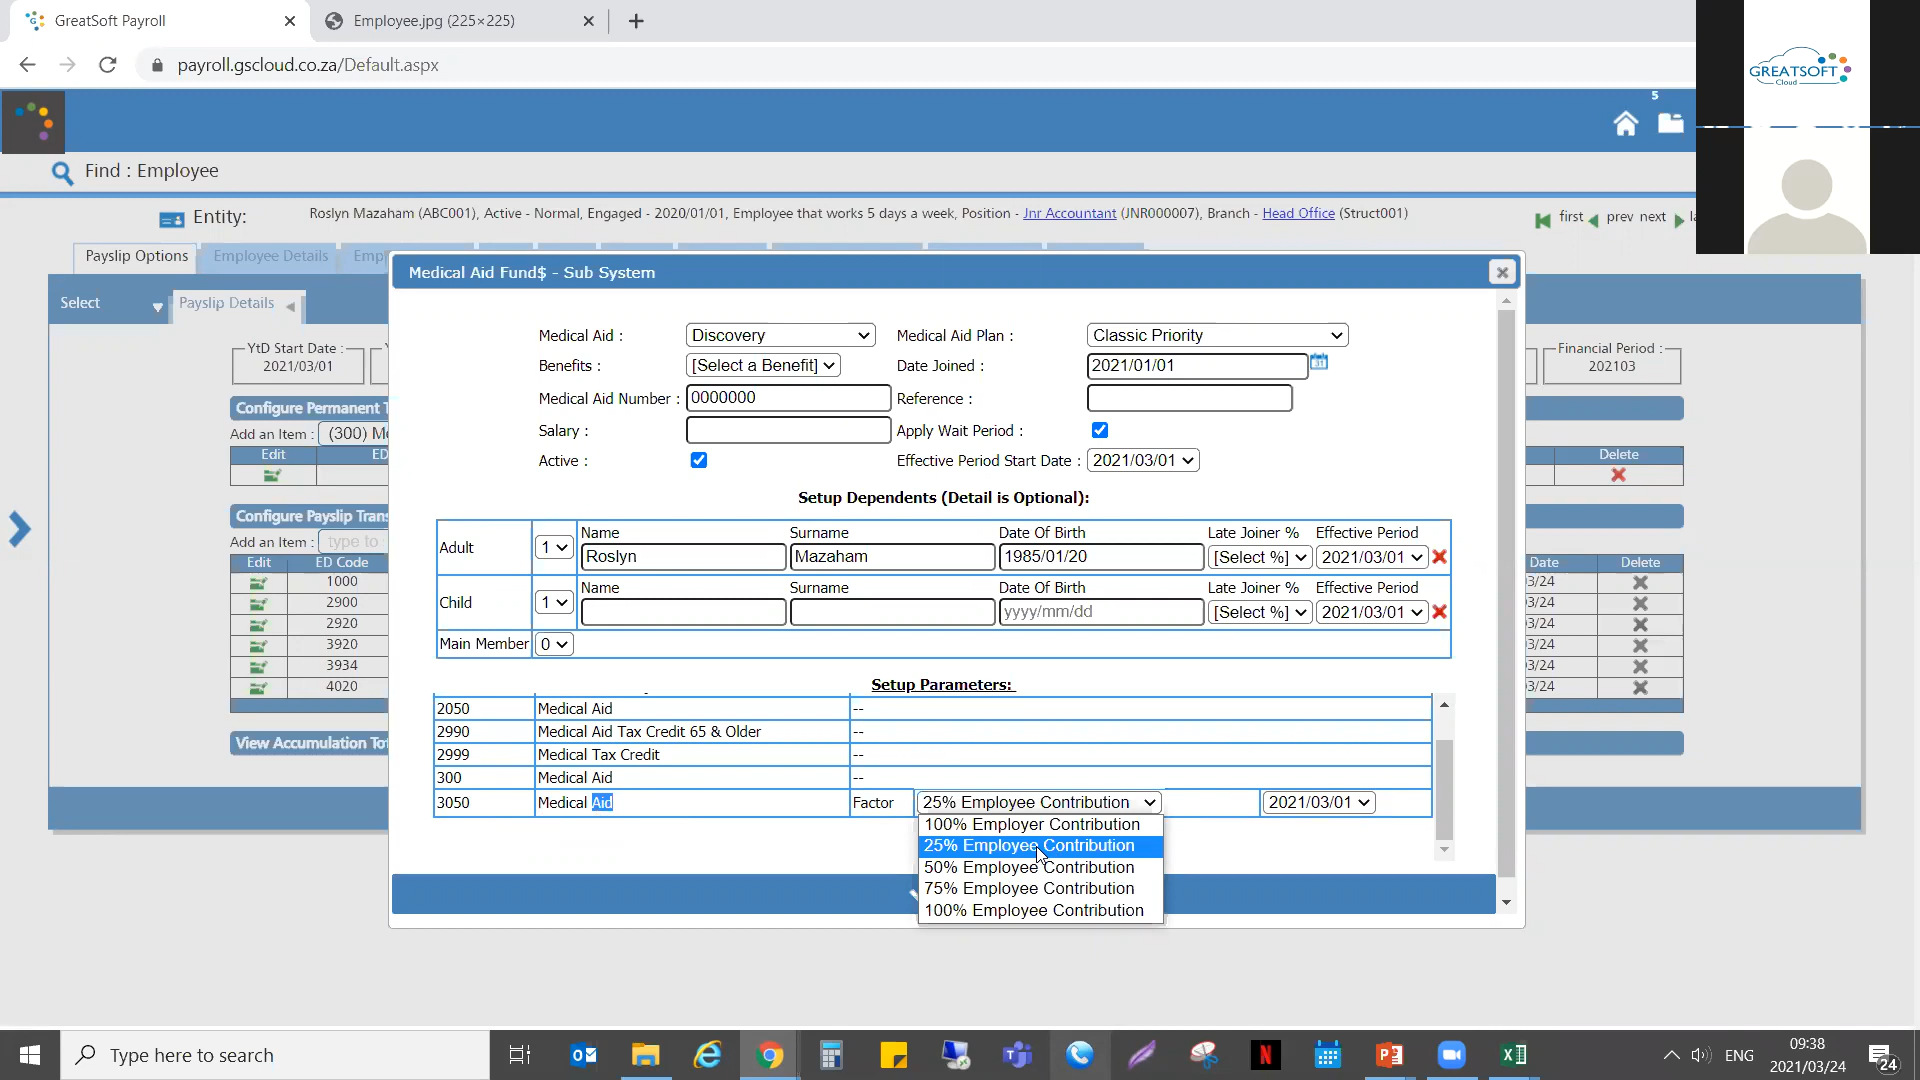 GreatSoft Payroll
Employee.jpg (225×225)
payroll.gscloud.co.za/Default.aspx
GREATSOFT
Cloud
5
Find : Employee
Entity:
Roslyn Mazaham (ABC001), Active - Normal, Engaged - 2020/01/01, Employee that works 5 days a week, Position - Jnr Accountant (JNR000007), Branch - Head Office (Struct001)
first prev next
Payslip Options Employee Details
Medical Aid Fund$ - Sub System
Select Payslip Details
YtD Start Date :
2021/03/01
Financial Period :
202103
Configure Permanent T
Add an Item : (300) M
Edit ED Delete
Configure Payslip Trans
Add an Item : type to
Edit ED Code Date Delete
1000 3/24
2900 3/24
2920 3/24
3920 3/24
3934 3/24
4020 3/24
View Accumulation To
Medical Aid : Discovery Medical Aid Plan : Classic Priority
Benefits : [Select a Benefit] Date Joined : 2021/01/01
Medical Aid Number : 0000000 Reference :
Salary : Apply Wait Period :
Active : Effective Period Start Date : 2021/03/01
Setup Dependents (Detail is Optional):
Name Surname Date Of Birth Late Joiner % Effective Period
Adult 1 Roslyn Mazaham 1985/01/20 [Select %] 2021/03/01
Name Surname Date Of Birth Late Joiner % Effective Period
Child 1 yyyy/mm/dd [Select %] 2021/03/01
Main Member 0
Setup Parameters:
2050 Medical Aid --
2990 Medical Aid Tax Credit 65 & Older --
2999 Medical Tax Credit --
300 Medical Aid --
3050 Medical Aid Factor 25% Employee Contribution 2021/03/01
100% Employer Contribution
25% Employee Contribution
50% Employee Contribution
75% Employee Contribution
100% Employee Contribution
Type here to search
ENG
09:38
2021/03/24
24